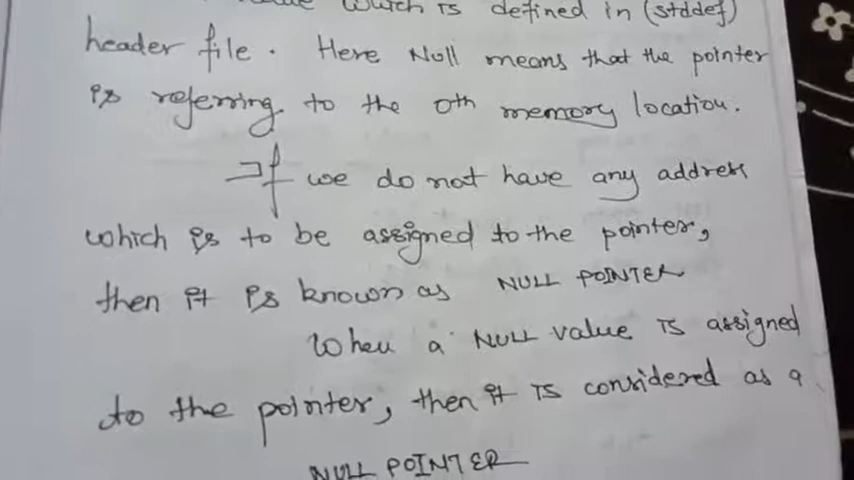 value which is defined in (stddef)
header file. Here Null means that the pointer
is referring to the 0th memory location.
If we do not have any address
which is to be assigned to the pointer,
then it is known as NULL POINTER
When a NULL value is assigned
to the pointer, then it is considered as a
NULL POINTER